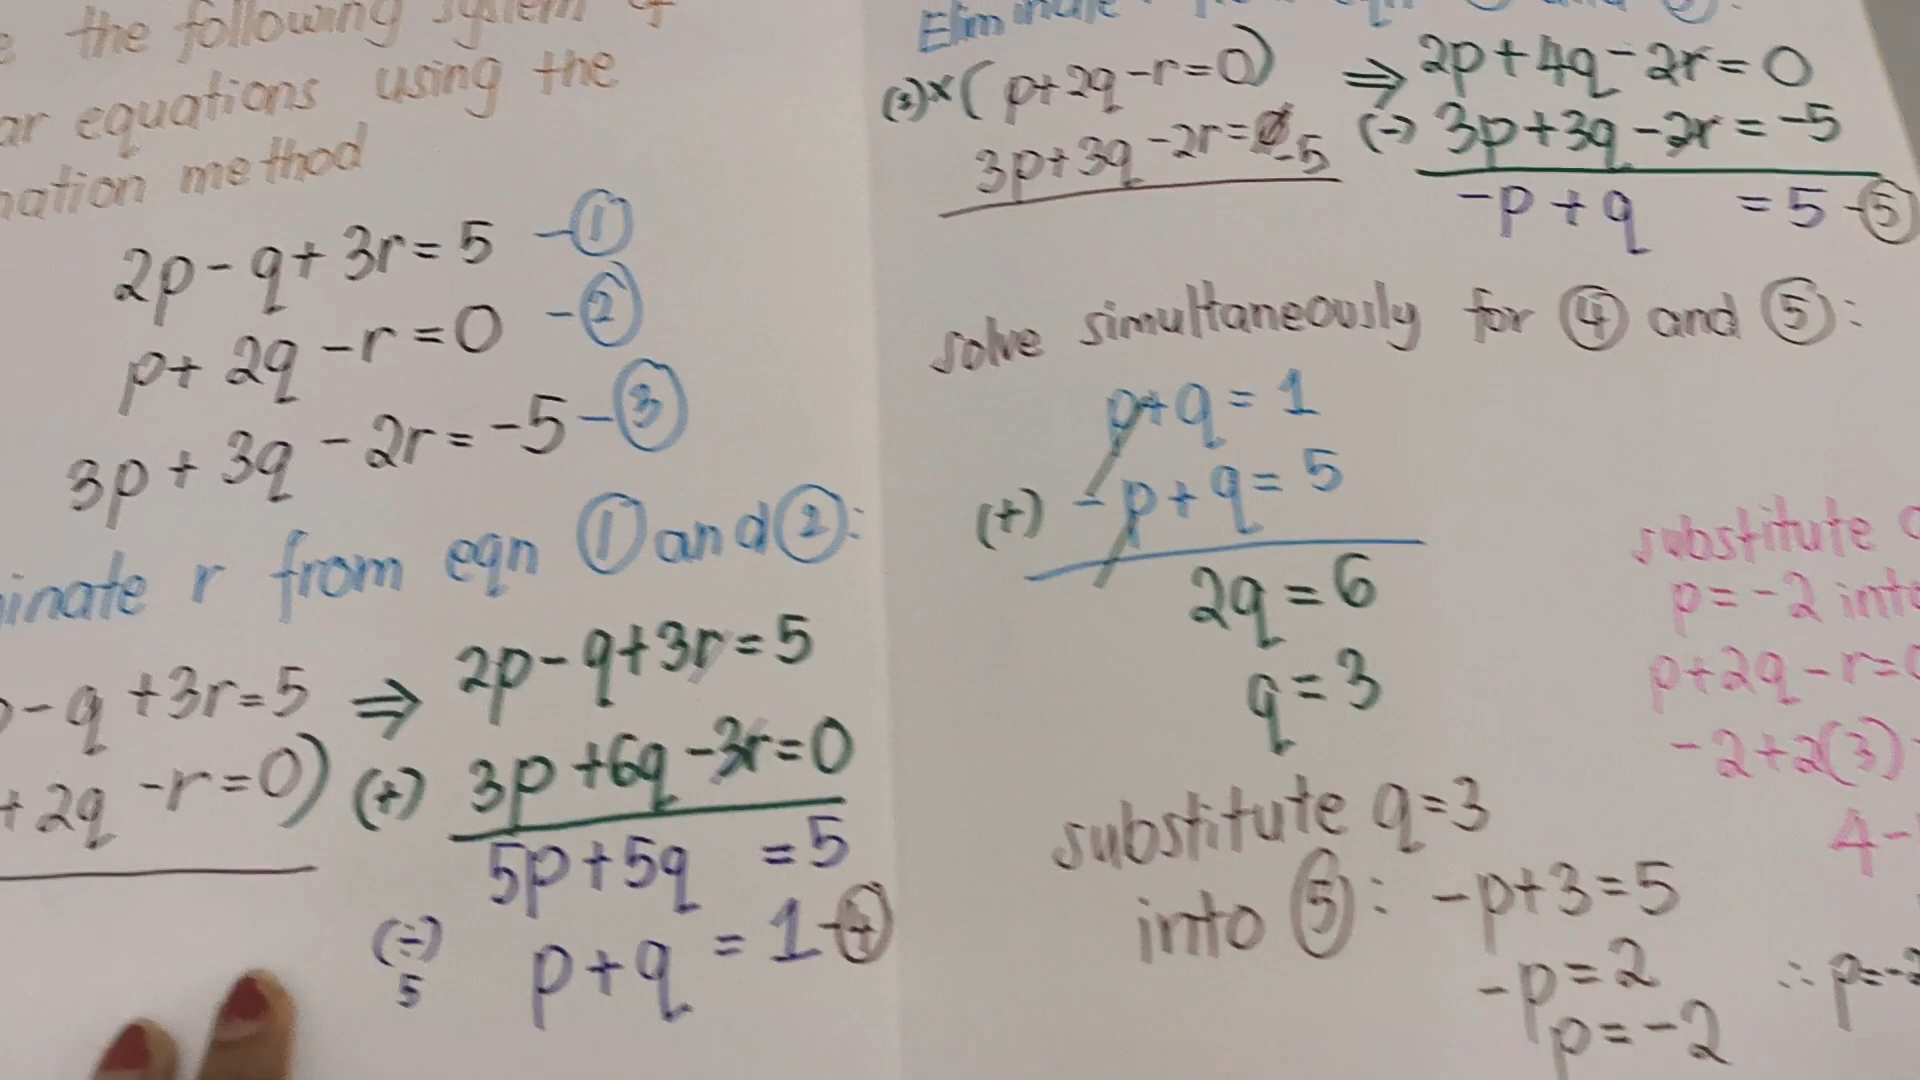 the following system of
equations using the
method
2p - q + 3r = 5 - ①
p + 2q - r = 0 - ②
3p + 3q - 2r = -5 - ③
r from eqn ① and ②:
- q + 3r = 5 ⇒ 2p - q + 3r = 5
+ 2q - r = 0) (+) 3p + 6q - 3r = 0
5p + 5q = 5
(÷) 5 p + q = 1 - ④
Eliminate
(2) × (p + 2q - r = 0) ⇒ 2p + 4q - 2r = 0
3p + 3q - 2r = -5 (-) 3p + 3q - 2r = -5
-p + q = 5 - ⑤
solve simultaneously for ④ and ⑤:
p + q = 1
(+) -p + q = 5
2q = 6
q = 3
substitute q = 3
into ⑤: -p + 3 = 5
-p = 2
p = -2
∴ p = -2
substitute
p = -2 into
p + 2q - r = 0
-2 + 2(3)
4 -